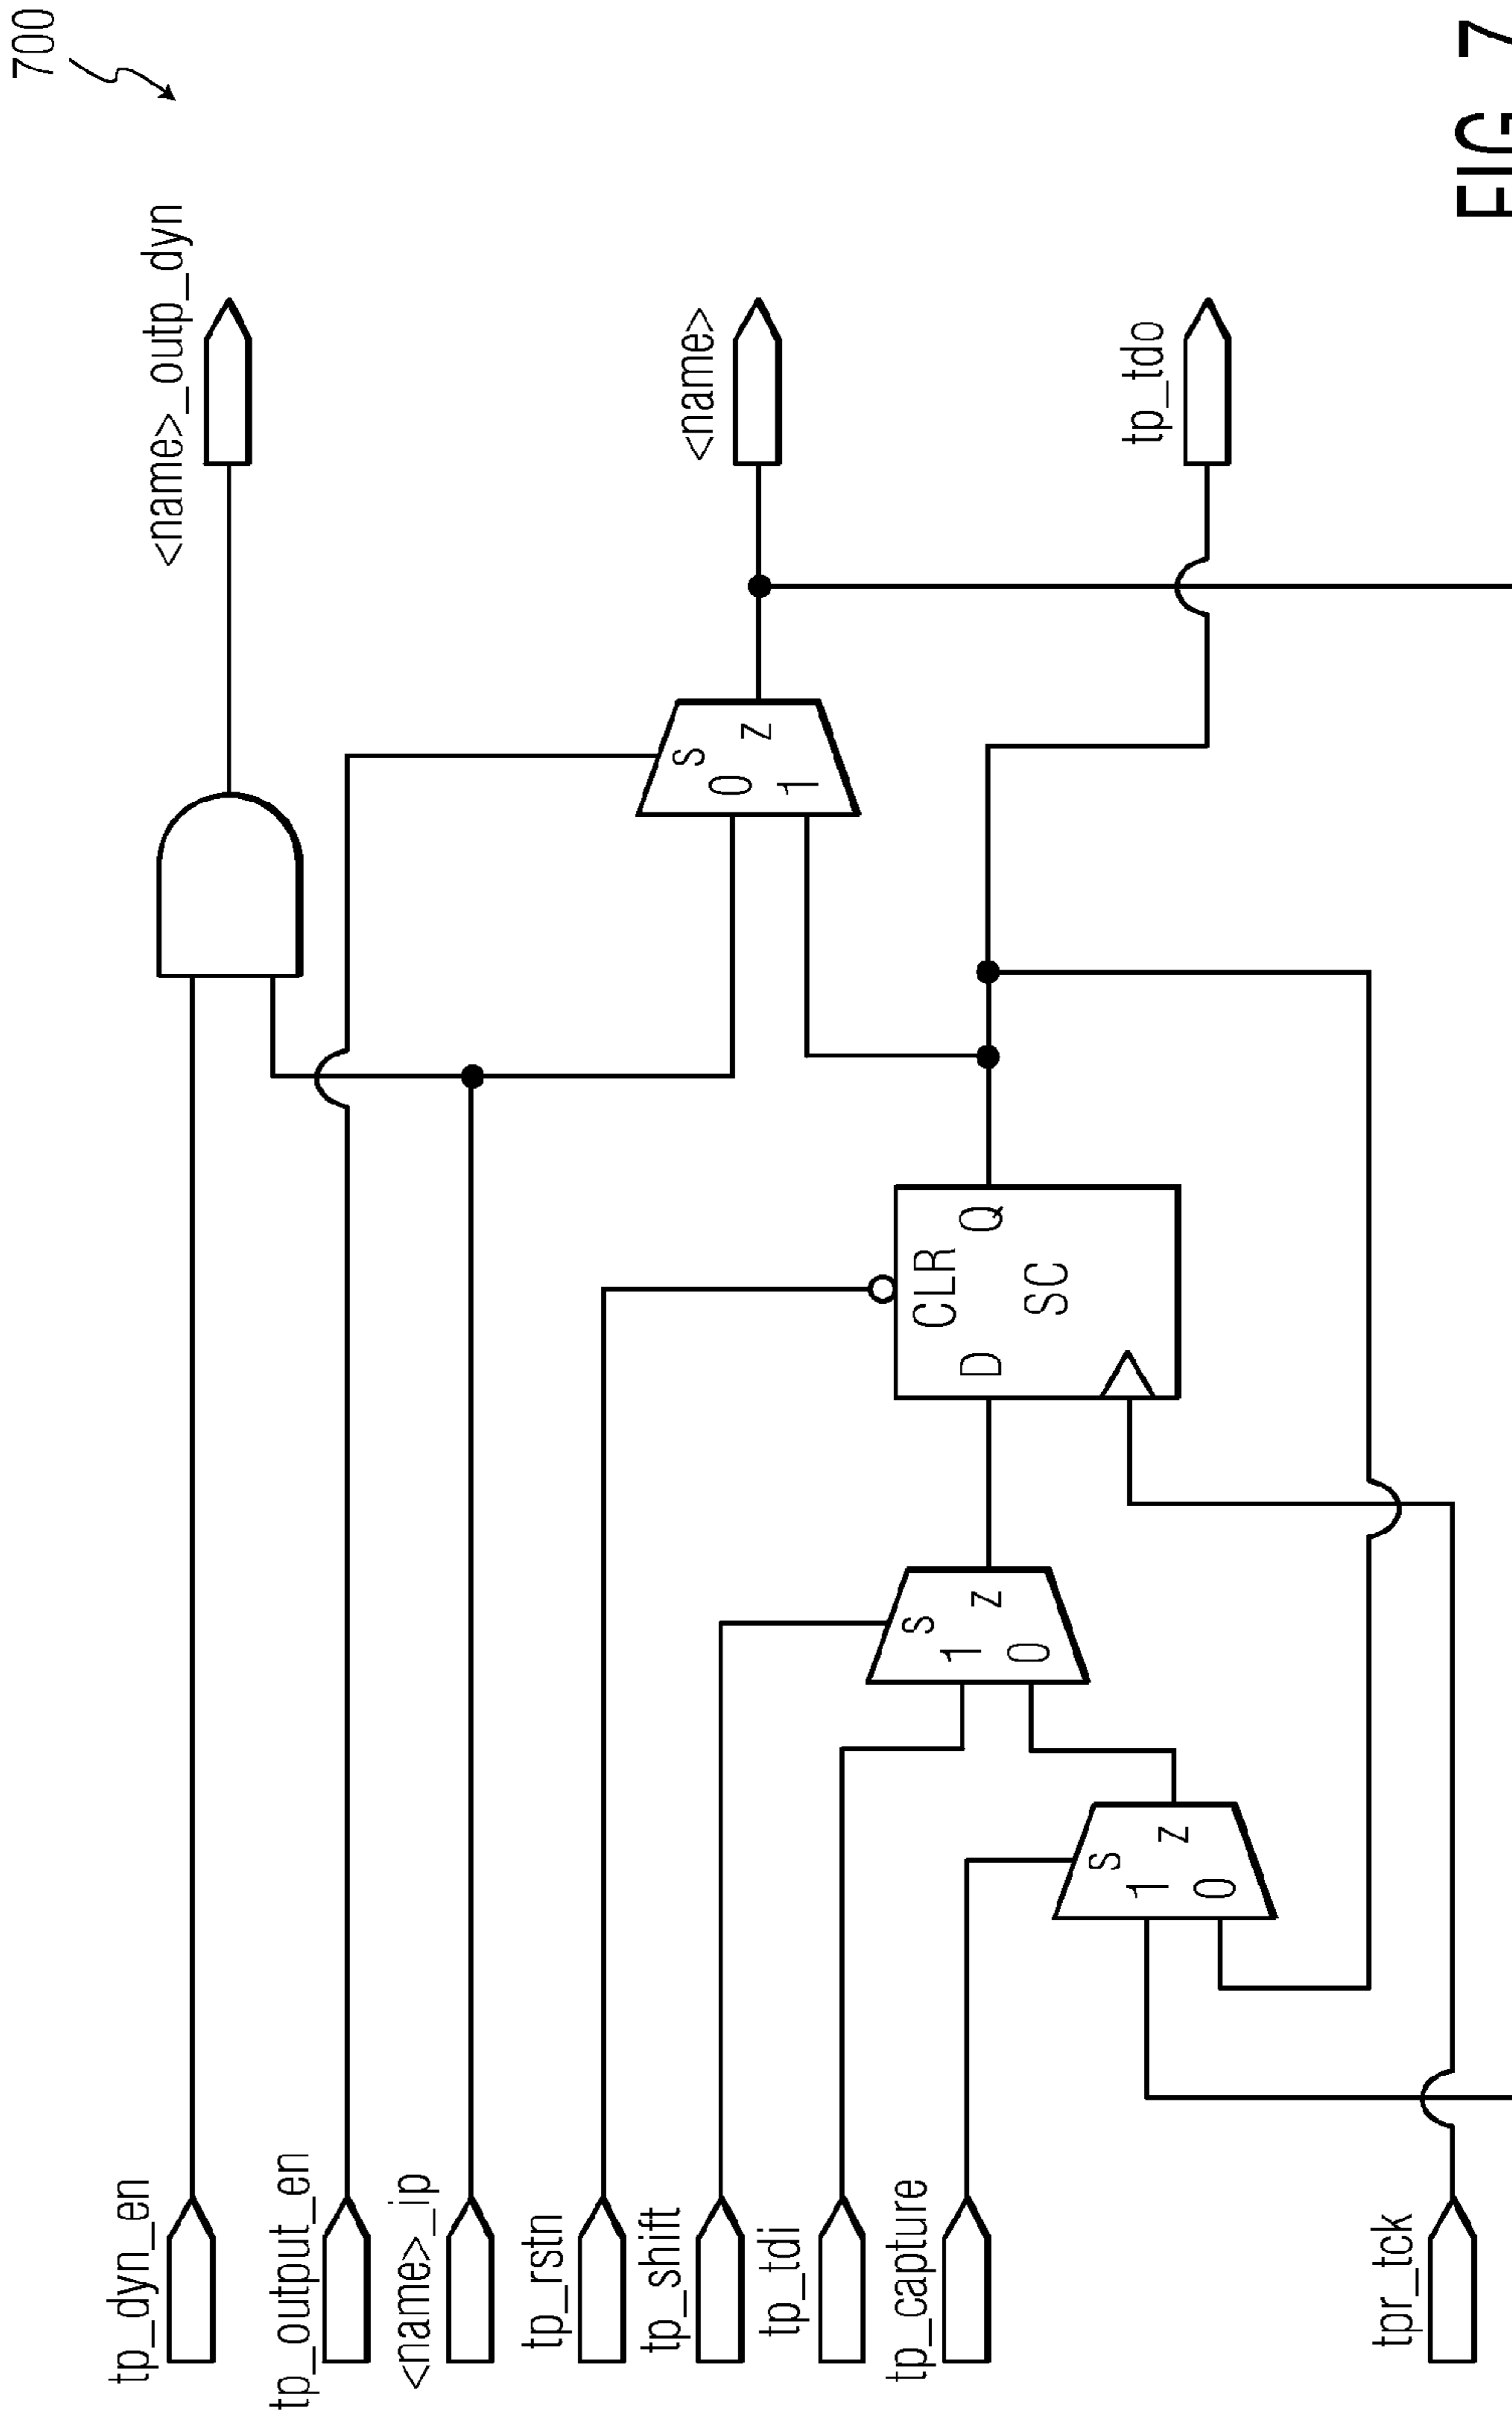 700
<name>_outp_dyn
<name>
tp_tdo
S
0
Z
1
CLR
D
Q
SC
S
1
Z
0
S
1
Z
0
tp_dyn_en
tp_output_en
<name>_ip
tp_rstn
tp_shift
tp_tdi
tp_capture
tpr_tck
FIG. 7